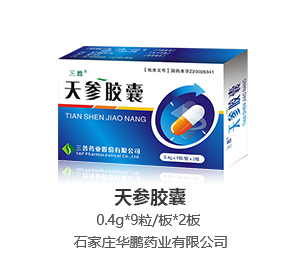 三普®
【批准文号】国药准字Z20026341
天参胶囊
TIAN SHEN JIAO NANG
三普药业股份有限公司
S&P Pharmaceutical Co., Ltd.
0.4g×9粒/板×2板
天参胶囊
0.4g*9粒/板*2板
石家庄华鹏药业有限公司